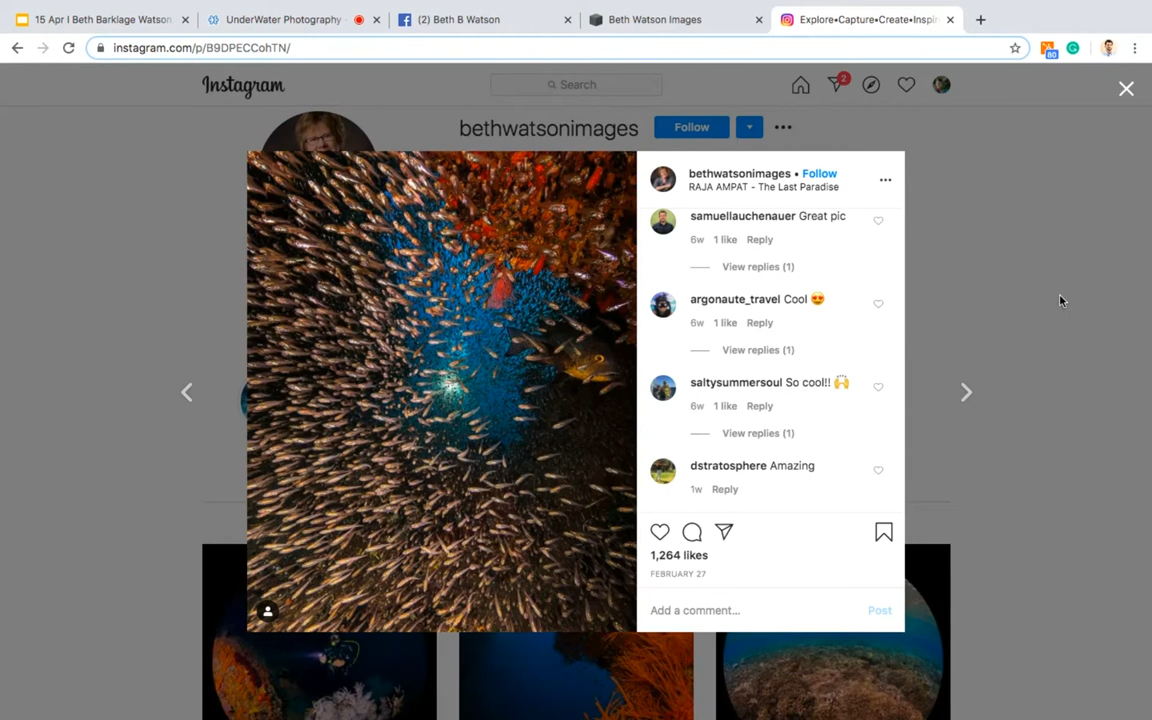 15 Apr I Beth Barklage Watson
UnderWater Photography
(2) Beth B Watson
Beth Watson Images
Explore•Capture•Create•Inspir
instagram.com/p/B9DPECCohTN/
80
Instagram
Search
2
bethwatsonimages Follow
bethwatsonimages • Follow
RAJA AMPAT - The Last Paradise
samuellauchenauer Great pic
6w 1 like Reply
View replies (1)
argonaute_travel Cool 😍
6w 1 like Reply
View replies (1)
saltysummersoul So cool!! 🙌
6w 1 like Reply
View replies (1)
dstratosphere Amazing
1w Reply
1,264 likes
FEBRUARY 27
Add a comment... Post